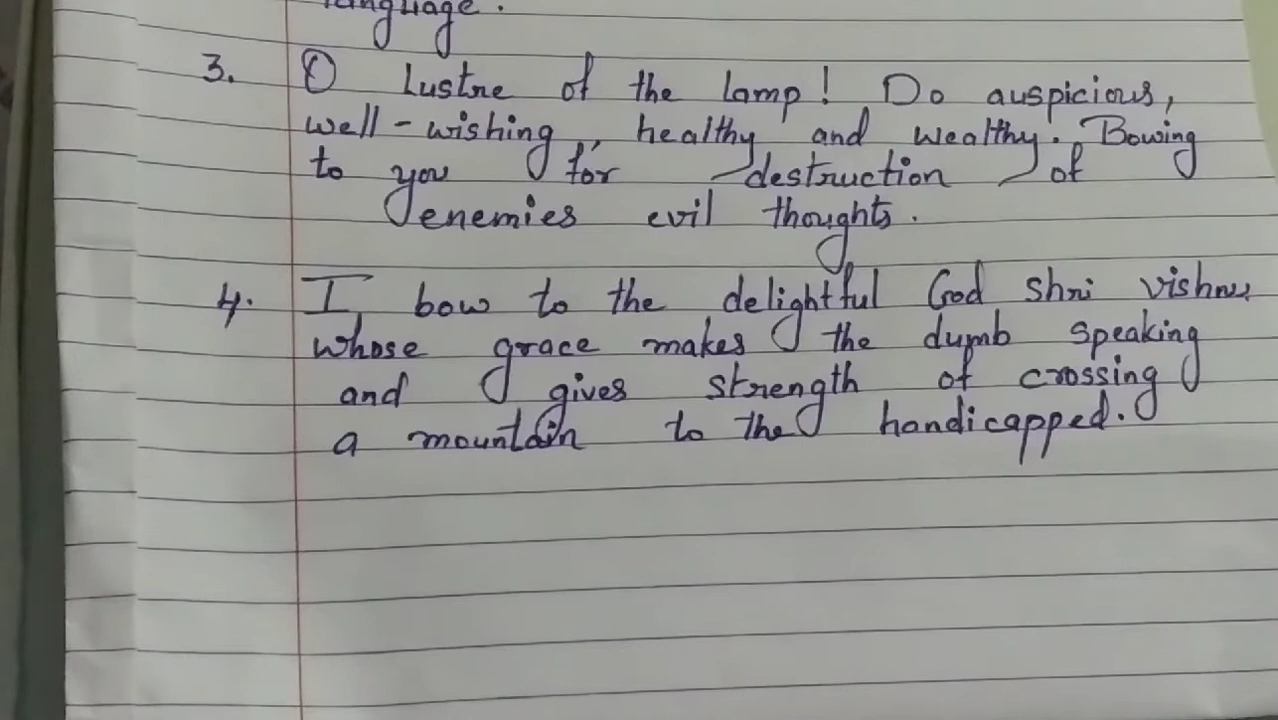 language.
3. O Lustre of the lamp! Do auspicious,
well-wishing, healthy and wealthy. Bowing
to you for destruction of
enemies evil thoughts.
4. I bow to the delightful God Shri vishnu
whose grace makes the dumb speaking
and gives strength of crossing
a mountain to the handicapped.